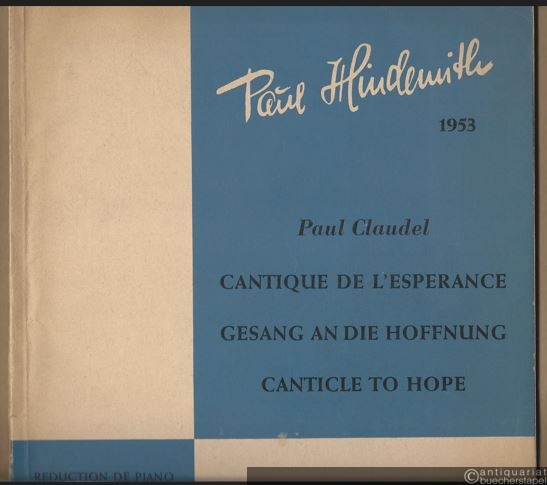 Paul Hindemith
1953
Paul Claudel
CANTIQUE DE L'ESPERANCE
GESANG AN DIE HOFFNUNG
CANTICLE TO HOPE
REDUCTION DE PIANO
© antiquariat
buecherstapel